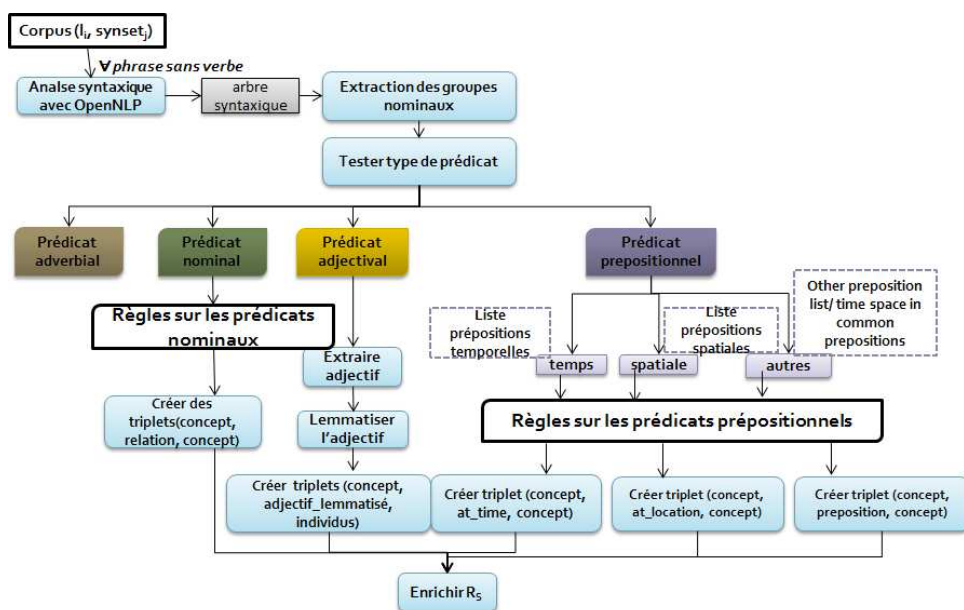 Corpus (lᵢ, synsetⱼ)
∀ phrase sans verbe
Analse syntaxique
avec OpenNLP
arbre
syntaxique
Extraction des groupes
nominaux
Tester type de prédicat
Prédicat
adverbial
Prédicat
nominal
Prédicat
adjectival
Prédicat
prepositionnel
Règles sur les prédicats
nominaux
Liste
prépositions
temporelles
Liste
prépositions
spatiales
Other preposition
list/ time space in
common
prepositions
temps
spatiale
autres
Extraire
adjectif
Créer des
triplets(concept,
relation, concept)
Lemmatiser
l'adjectif
Règles sur les prédicats prépositionnels
Créer triplets (concept,
adjectif_lemmatisé,
individus)
Créer triplet (concept,
at_time, concept)
Créer triplet (concept,
at_location, concept)
Créer triplet (concept,
preposition, concept)
Enrichir R₅